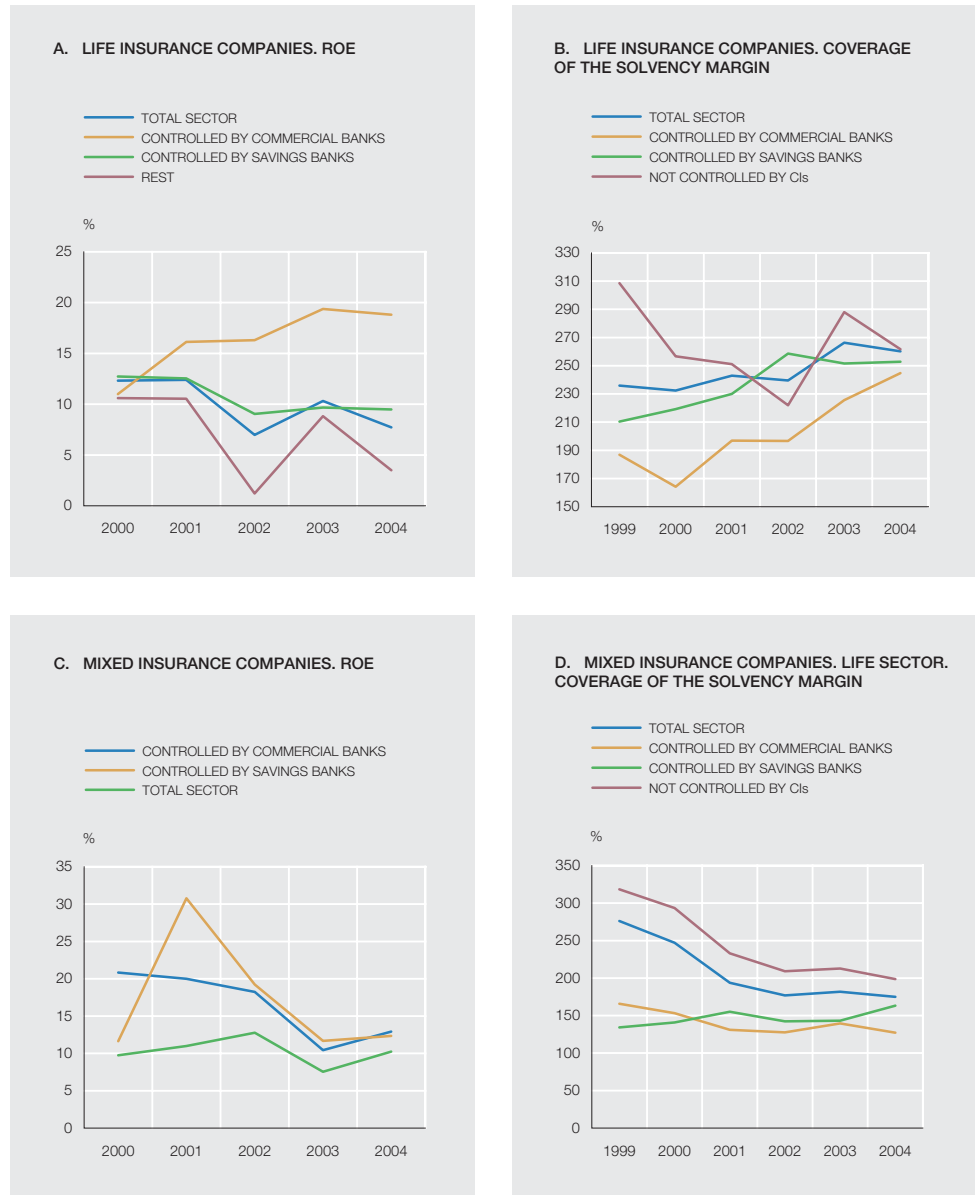 A. LIFE INSURANCE COMPANIES. ROE
TOTAL SECTOR
CONTROLLED BY COMMERCIAL BANKS
CONTROLLED BY SAVINGS BANKS
REST
%
25
20
15
10
5
0
2000 2001 2002 2003 2004
B. LIFE INSURANCE COMPANIES. COVERAGE
OF THE SOLVENCY MARGIN
TOTAL SECTOR
CONTROLLED BY COMMERCIAL BANKS
CONTROLLED BY SAVINGS BANKS
NOT CONTROLLED BY CIs
%
330
310
290
270
250
230
210
190
170
150
1999 2000 2001 2002 2003 2004
C. MIXED INSURANCE COMPANIES. ROE
CONTROLLED BY COMMERCIAL BANKS
CONTROLLED BY SAVINGS BANKS
TOTAL SECTOR
%
35
30
25
20
15
10
5
0
2000 2001 2002 2003 2004
D. MIXED INSURANCE COMPANIES. LIFE SECTOR.
COVERAGE OF THE SOLVENCY MARGIN
TOTAL SECTOR
CONTROLLED BY COMMERCIAL BANKS
CONTROLLED BY SAVINGS BANKS
NOT CONTROLLED BY CIs
%
350
300
250
200
150
100
50
0
1999 2000 2001 2002 2003 2004